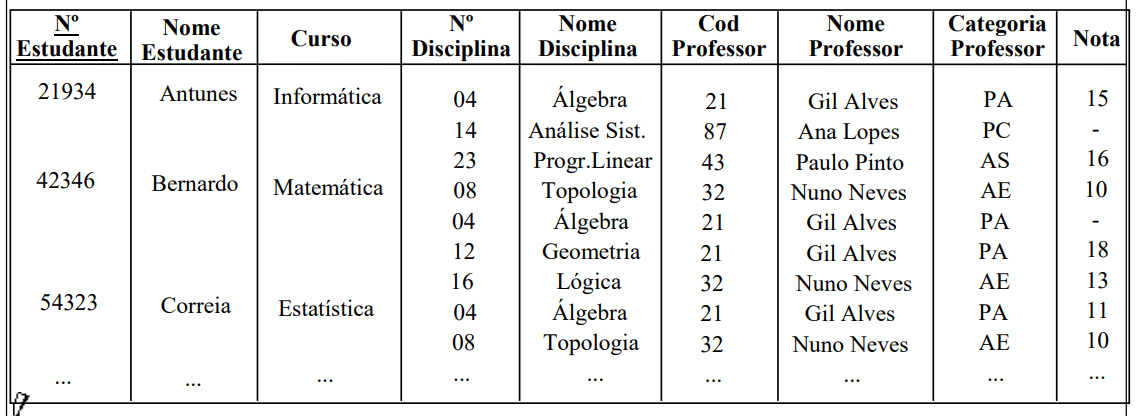 Nº Estudante Nome Estudante Curso Nº Disciplina Nome Disciplina Cod Professor Nome Professor Categoria Professor Nota
21934 Antunes Informática 04 Álgebra 21 Gil Alves PA 15
14 Análise Sist. 87 Ana Lopes PC -
23 Progr.Linear 43 Paulo Pinto AS 16
42346 Bernardo Matemática 08 Topologia 32 Nuno Neves AE 10
04 Álgebra 21 Gil Alves PA -
12 Geometria 21 Gil Alves PA 18
16 Lógica 32 Nuno Neves AE 13
54323 Correia Estatística 04 Álgebra 21 Gil Alves PA 11
08 Topologia 32 Nuno Neves AE 10
... ... ... ... ... ... ... ... ...